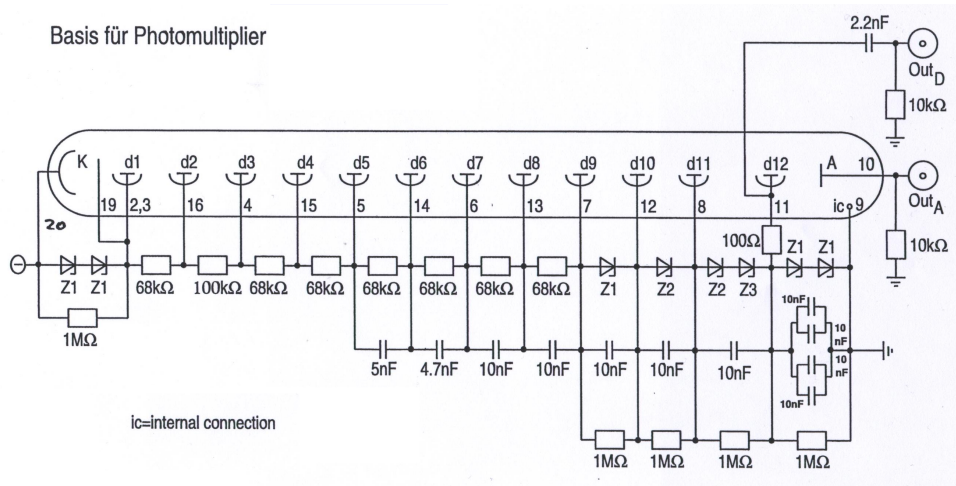 Basis für Photomultiplier
2.2nF
Out_D
10kΩ
K d1 d2 d3 d4 d5 d6 d7 d8 d9 d10 d11 d12 A 10
19 2,3 16 4 15 5 14 6 13 7 12 8 11 ic 9
20
Out_A
10kΩ
100Ω
Z1 Z1
⊖
Z1 Z1 68kΩ 100kΩ 68kΩ 68kΩ 68kΩ 68kΩ 68kΩ 68kΩ Z1 Z2 Z2 Z3
1MΩ
10nF
10
nF
10
nF
10nF
5nF 4.7nF 10nF 10nF 10nF 10nF 10nF
ic=internal connection
1MΩ 1MΩ 1MΩ 1MΩ